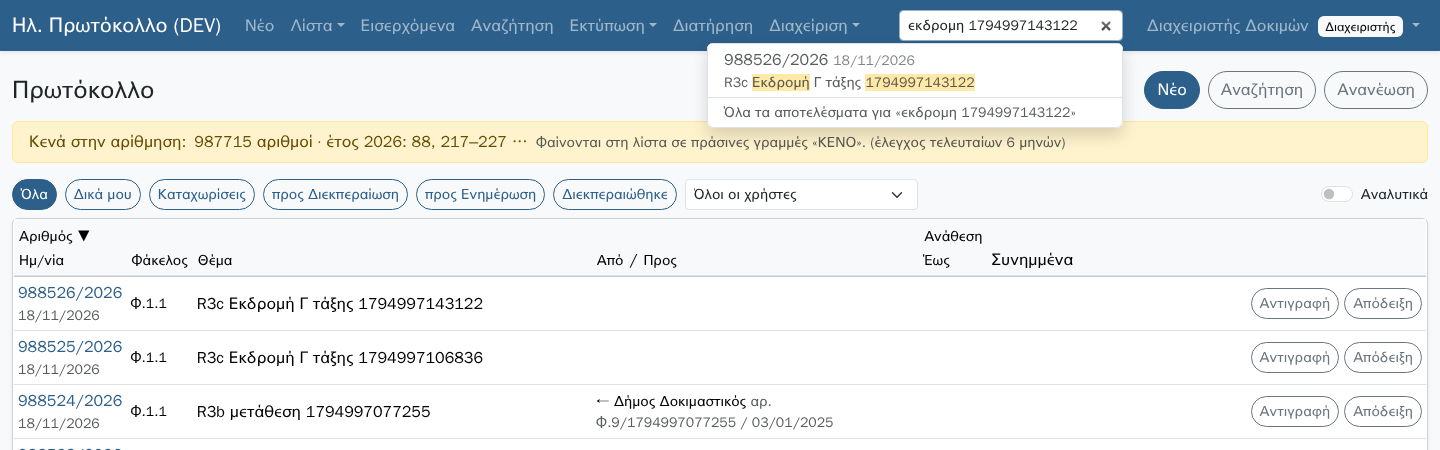 Ηλ. Πρωτόκολλο (DEV) Νέο Λίστα Εισερχόμενα Αναζήτηση Εκτύπωση Διατήρηση Διαχείριση εκδρομη 1794997143122 Διαχειριστής Δοκιμών Διαχειριστής
988526/2026 18/11/2026
R3c Εκδρομή Γ τάξης 1794997143122
Όλα τα αποτελέσματα για «εκδρομη 1794997143122»
Πρωτόκολλο Νέο Αναζήτηση Ανανέωση
Κενά στην αρίθμηση: 987715 αριθμοί · έτος 2026: 88, 217–227 ⋯ Φαίνονται στη λίστα σε πράσινες γραμμές «ΚΕΝΟ». (έλεγχος τελευταίων 6 μηνών)
Όλα Δικά μου Καταχωρίσεις προς Διεκπεραίωση προς Ενημέρωση Διεκπεραιώθηκε Όλοι οι χρήστες Αναλυτικά
Αριθμός ▼ Ανάθεση
Ημ/νία Φάκελος Θέμα Από / Προς Έως Συνημμένα
988526/2026 Φ.1.1 R3c Εκδρομή Γ τάξης 1794997143122 Αντιγραφή Απόδειξη
18/11/2026
988525/2026 Φ.1.1 R3c Εκδρομή Γ τάξης 1794997106836 Αντιγραφή Απόδειξη
18/11/2026
988524/2026 Φ.1.1 R3b μετάθεση 1794997077255 ← Δήμος Δοκιμαστικός αρ. Αντιγραφή Απόδειξη
18/11/2026 Φ.9/1794997077255 / 03/01/2025